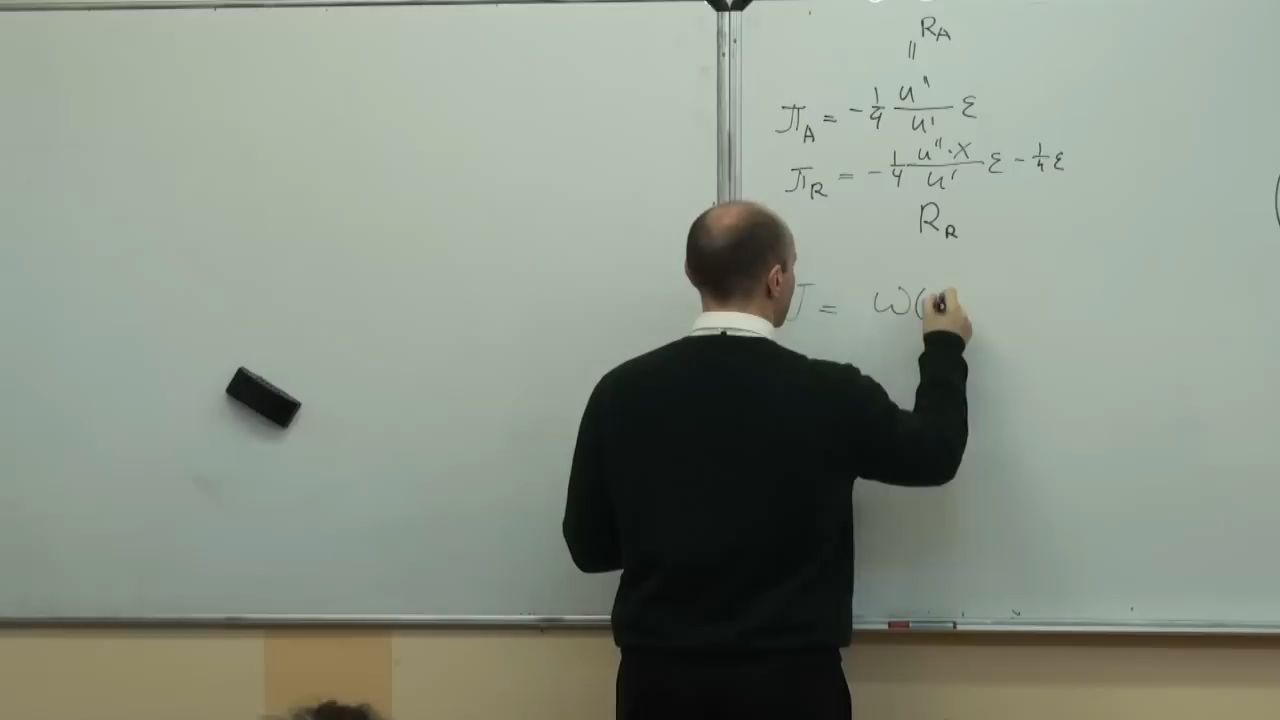 R_A
||
π_A = -1/4 u''/u' ε
π_R = -1/4 u''·x/u' ε - 1/4 ε
R_R
U = ω(